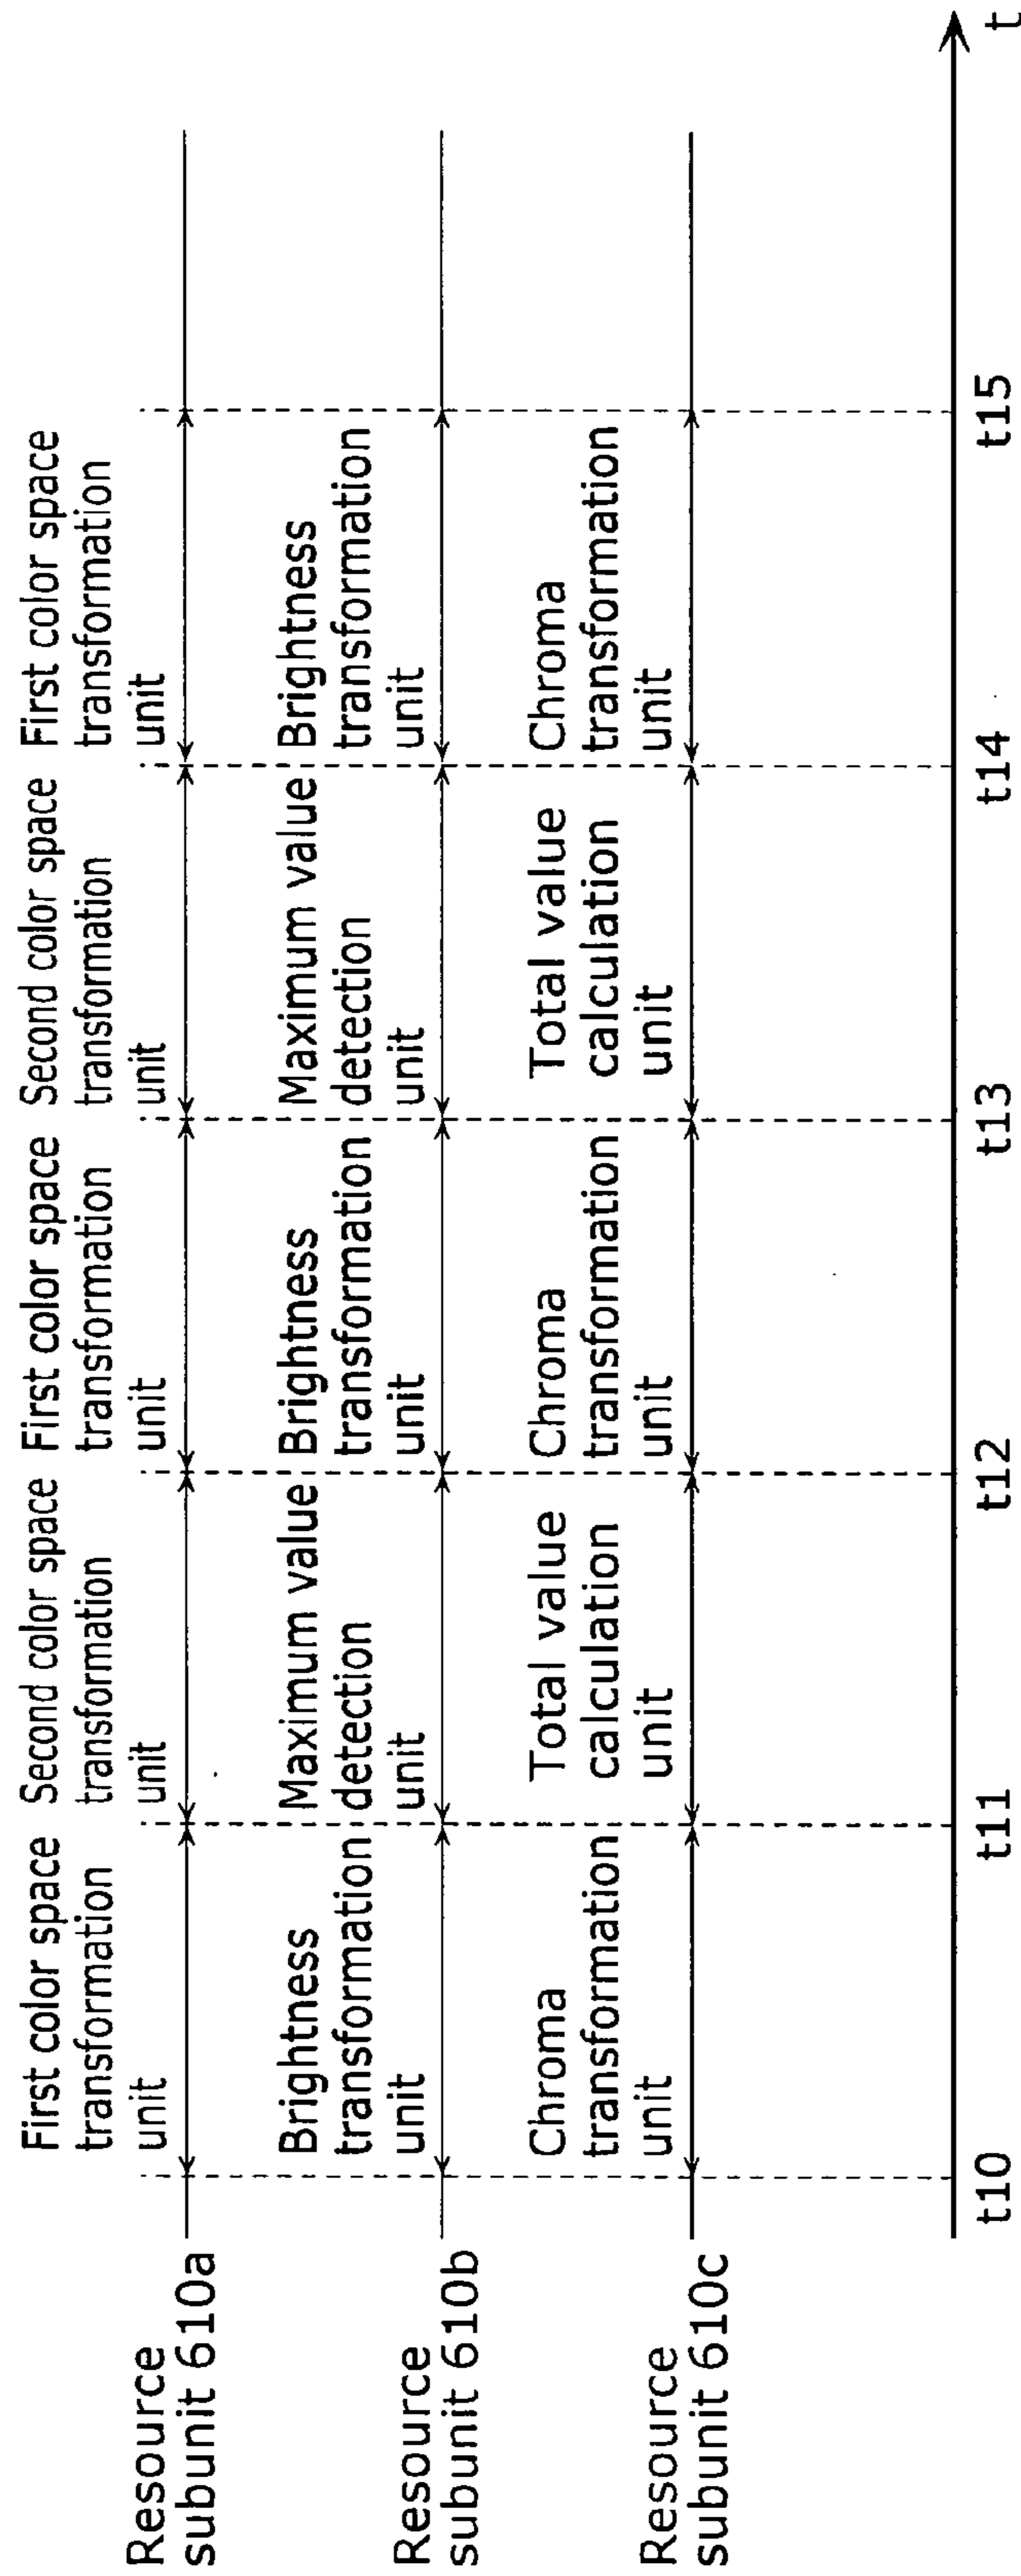 First color space
transformation
unit
Second color space
transformation
unit
First color space
transformation
unit
Second color space
transformation
unit
First color space
transformation
unit
Resource
subunit 610a
Brightness
transformation
unit
Maximum value
detection
unit
Brightness
transformation
unit
Maximum value
detection
unit
Brightness
transformation
unit
Resource
subunit 610b
Chroma
transformation
unit
Total value
calculation
unit
Chroma
transformation
unit
Total value
calculation
unit
Chroma
transformation
unit
Resource
subunit 610c
t10
t11
t12
t13
t14
t15
t